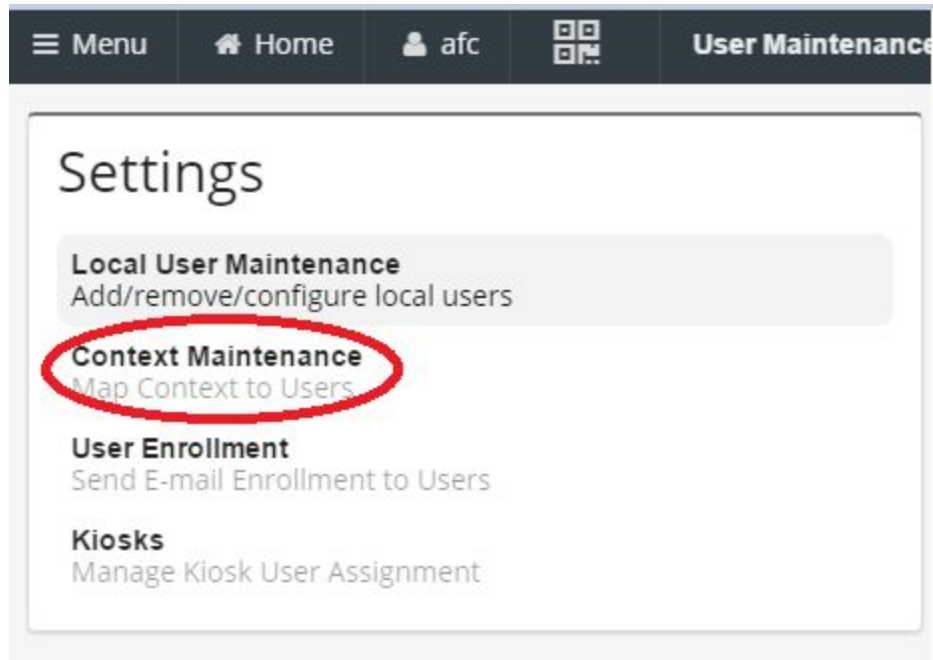 Menu Home afc User Maintenance
Settings
Local User Maintenance
Add/remove/configure local users
Context Maintenance
Map Context to Users
User Enrollment
Send E-mail Enrollment to Users
Kiosks
Manage Kiosk User Assignment